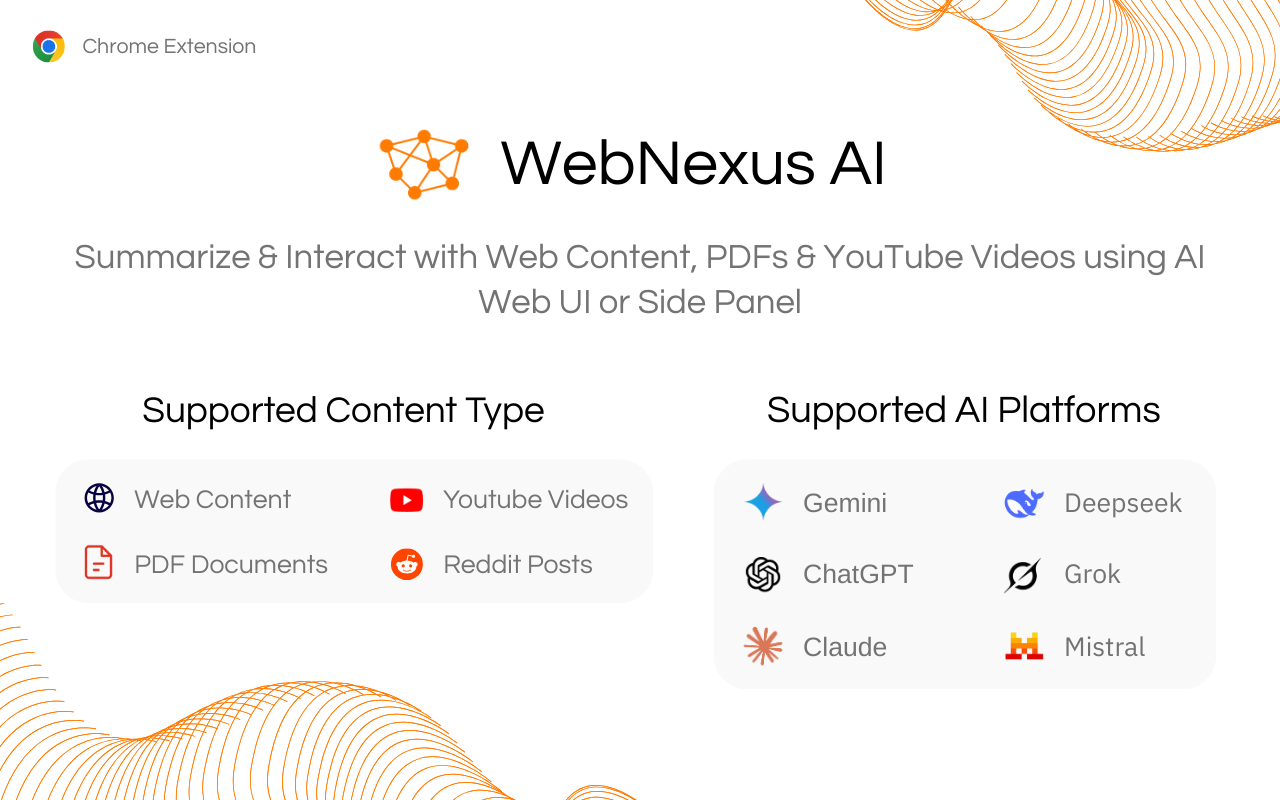 Chrome Extension
WebNexus AI
Summarize & Interact with Web Content, PDFs & YouTube Videos using AI
Web UI or Side Panel
Supported Content Type
Web Content
Youtube Videos
PDF Documents
Reddit Posts
Supported AI Platforms
Gemini
Deepseek
ChatGPT
Grok
Claude
Mistral